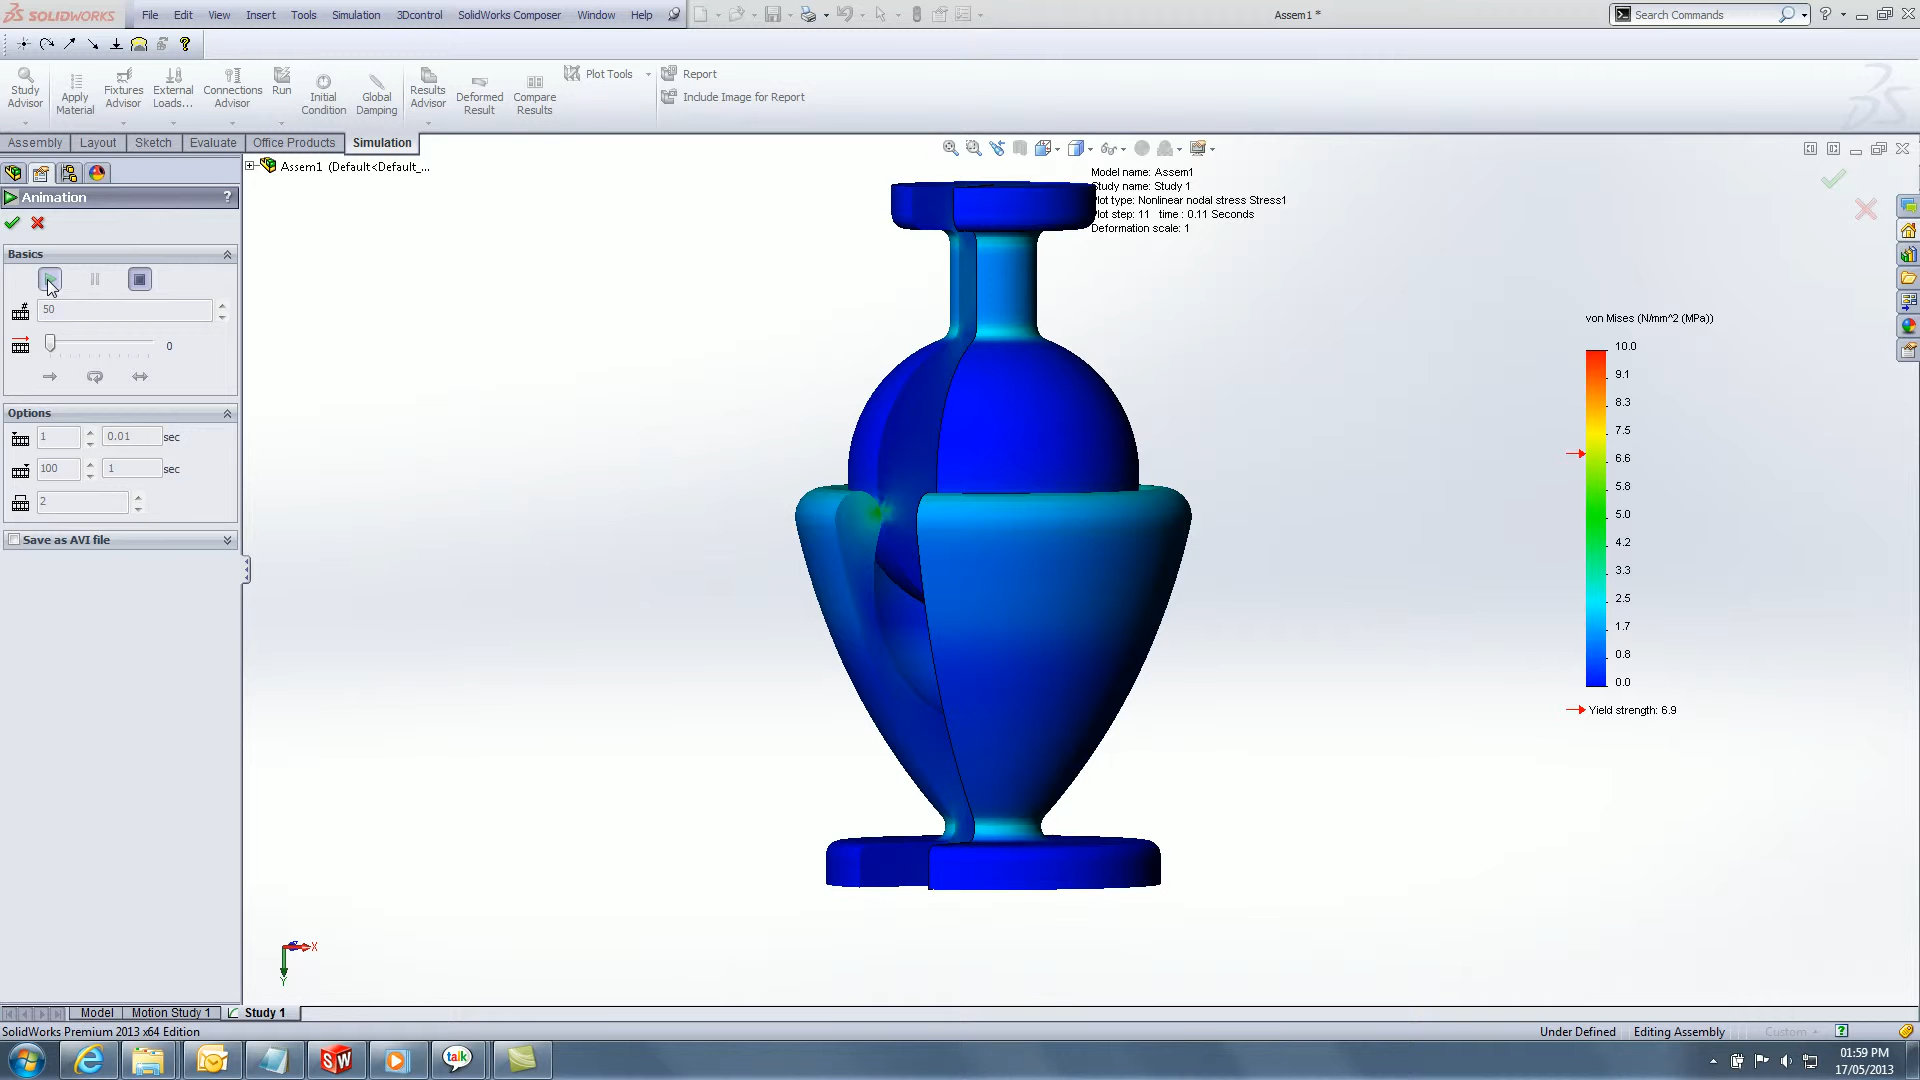 SOLIDWORKS File Edit View Insert Tools Simulation 3Dcontrol SolidWorks Composer Window Help Assem1 * Search Commands
Study Advisor
Apply Material
Fixtures Advisor
External Loads...
Connections Advisor
Run
Initial Condition
Global Damping
Results Advisor
Deformed Result
Compare Results
Plot Tools
Report
Include Image for Report
Assembly Layout Sketch Evaluate Office Products Simulation
Assem1 (Default<Default_...
Animation ?
Basics
50
0
Options
1 0.01 sec
100 1 sec
2
Save as AVI file
Model name: Assem1
Study name: Study 1
Plot type: Nonlinear nodal stress Stress1
Plot step: 11 time : 0.11 Seconds
Deformation scale: 1
von Mises (N/mm^2 (MPa))
10.0
9.1
8.3
7.5
6.6
5.8
5.0
4.2
3.3
2.5
1.7
0.8
0.0
Yield strength: 6.9
X
Y
Model Motion Study 1 Study 1
SolidWorks Premium 2013 x64 Edition Under Defined Editing Assembly Custom
SW talk
01:59 PM
17/05/2013